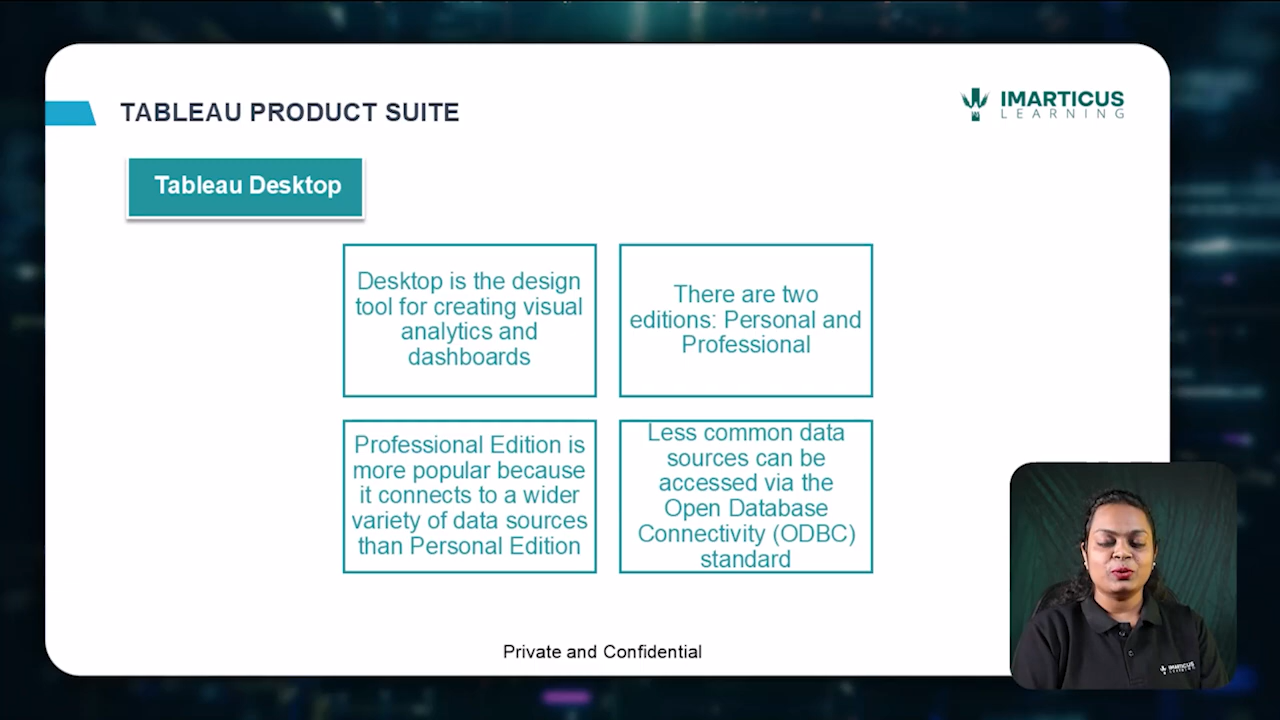 TABLEAU PRODUCT SUITE
IMARTICUS
LEARNING
Tableau Desktop
Desktop is the design
tool for creating visual
analytics and
dashboards
There are two
editions: Personal and
Professional
Professional Edition is
more popular because
it connects to a wider
variety of data sources
than Personal Edition
Less common data
sources can be
accessed via the
Open Database
Connectivity (ODBC)
standard
Private and Confidential
IMARTICUS
LEARNING